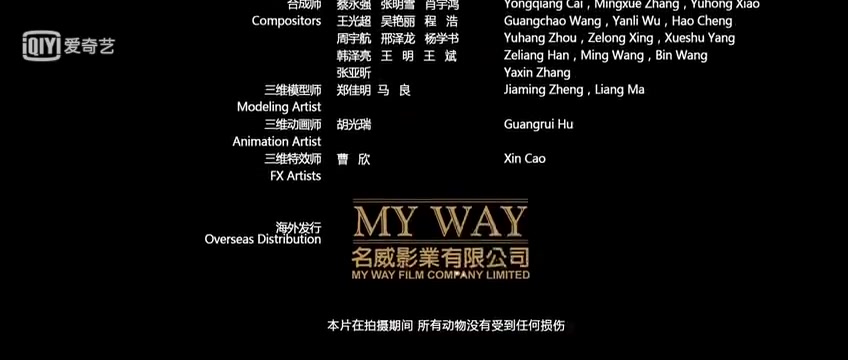 iQIYI 爱奇艺
合成师 蔡永强 张明雪 肖宇鸿 Yongqiang Cai , Mingxue Zhang , Yuhong Xiao
Compositors 王光超 吴艳丽 程 浩 Guangchao Wang , Yanli Wu , Hao Cheng
周宇航 邢泽龙 杨学书 Yuhang Zhou , Zelong Xing , Xueshu Yang
韩泽亮 王 明 王 斌 Zeliang Han , Ming Wang , Bin Wang
张亚昕 Yaxin Zhang
三维模型师 郑佳明 马 良 Jiaming Zheng , Liang Ma
Modeling Artist
三维动画师 胡光瑞 Guangrui Hu
Animation Artist
三维特效师 曹 欣 Xin Cao
FX Artists
海外发行
Overseas Distribution
MY WAY
名威影業有限公司
MY WAY FILM COMPANY LIMITED
本片在拍摄期间 所有动物没有受到任何损伤